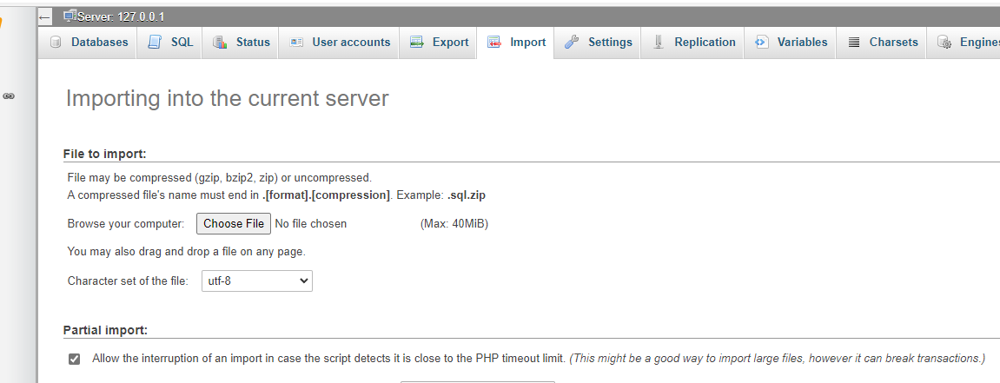 Server: 127.0.0.1
Databases SQL Status User accounts Export Import Settings Replication Variables Charsets Engines
Importing into the current server
File to import:
File may be compressed (gzip, bzip2, zip) or uncompressed.
A compressed file's name must end in .[format].[compression]. Example: .sql.zip
Browse your computer: Choose File No file chosen (Max: 40MiB)
You may also drag and drop a file on any page.
Character set of the file: utf-8
Partial import:
Allow the interruption of an import in case the script detects it is close to the PHP timeout limit. (This might be a good way to import large files, however it can break transactions.)